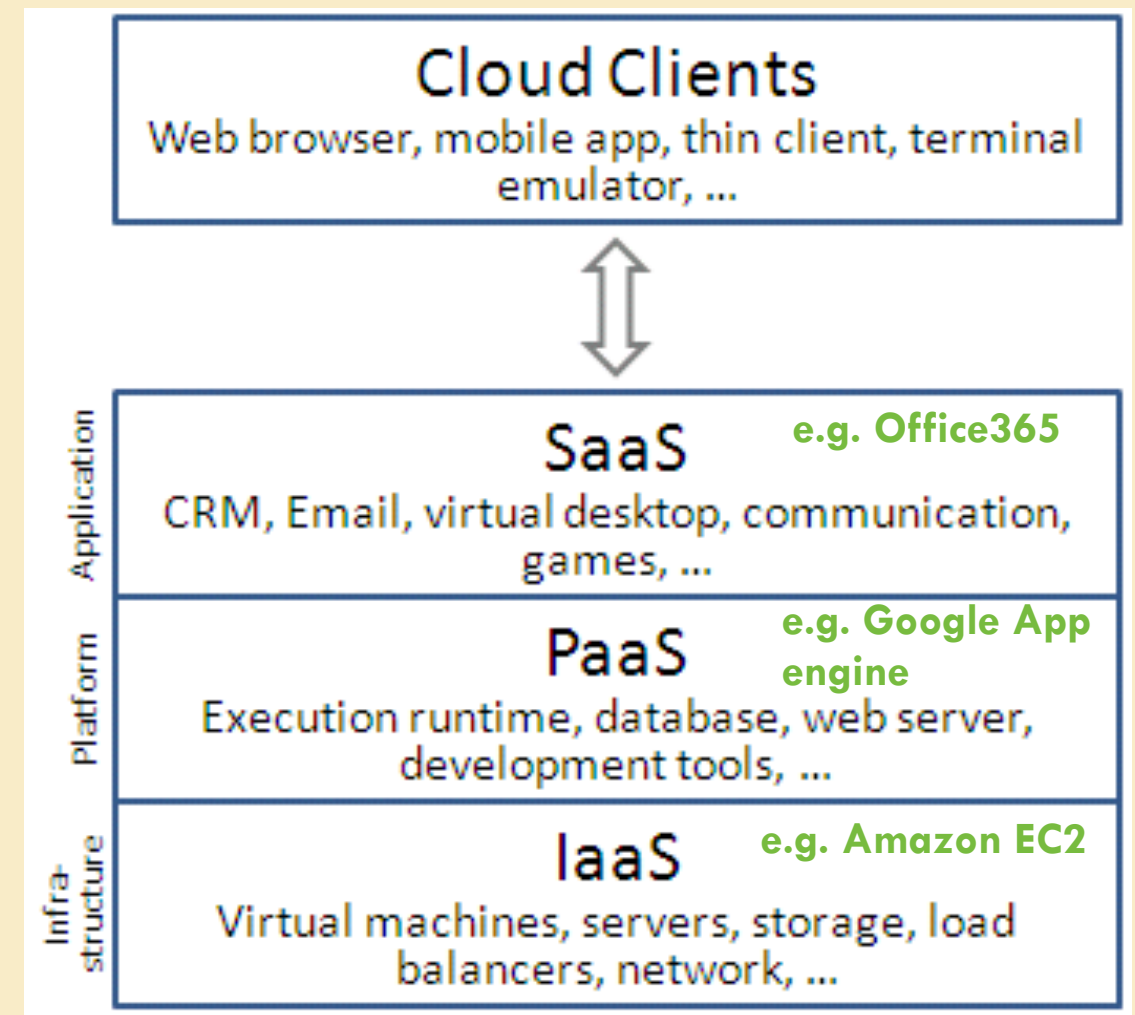 Cloud Clients
Web browser, mobile app, thin client, terminal
emulator, ...
Application
SaaS
e.g. Office365
CRM, Email, virtual desktop, communication,
games, ...
Platform
PaaS
e.g. Google App
engine
Execution runtime, database, web server,
development tools, ...
Infra-
structure
IaaS
e.g. Amazon EC2
Virtual machines, servers, storage, load
balancers, network, ...